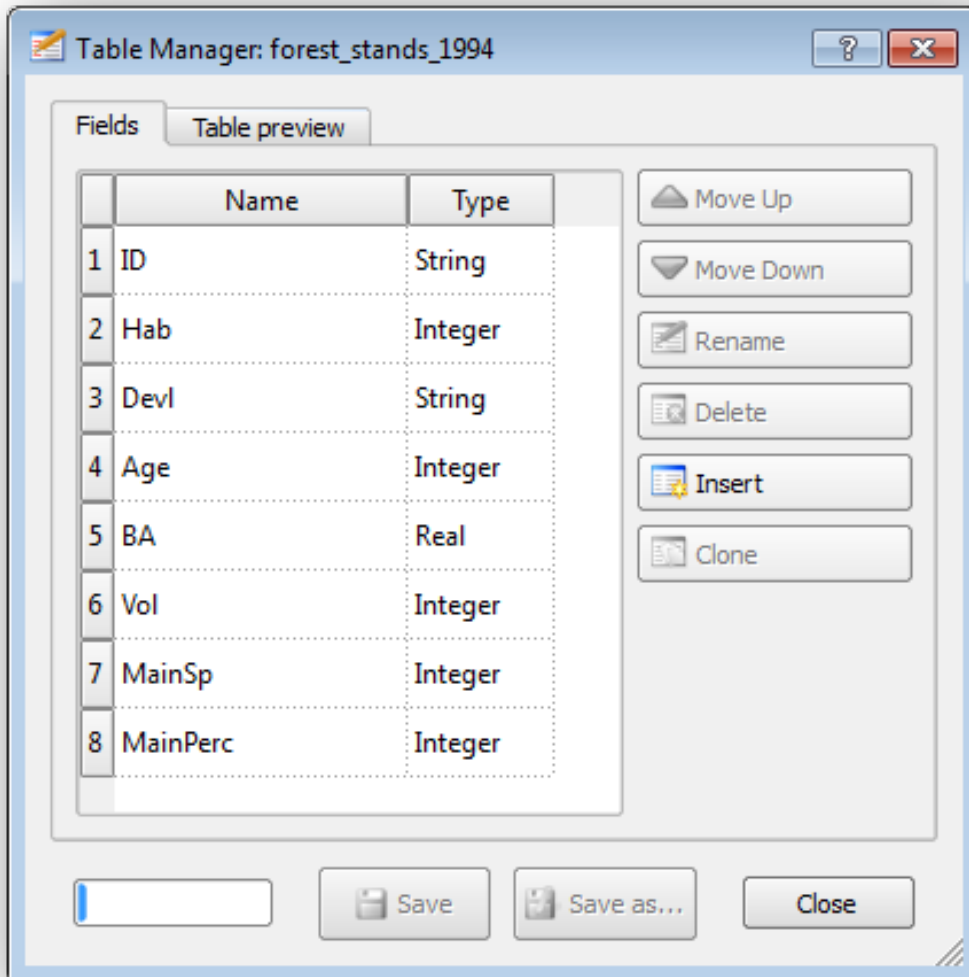 Table Manager: forest_stands_1994
Fields Table preview
Name Type
1 ID String
2 Hab Integer
3 Devl String
4 Age Integer
5 BA Real
6 Vol Integer
7 MainSp Integer
8 MainPerc Integer
Move Up
Move Down
Rename
Delete
Insert
Clone
Save Save as... Close